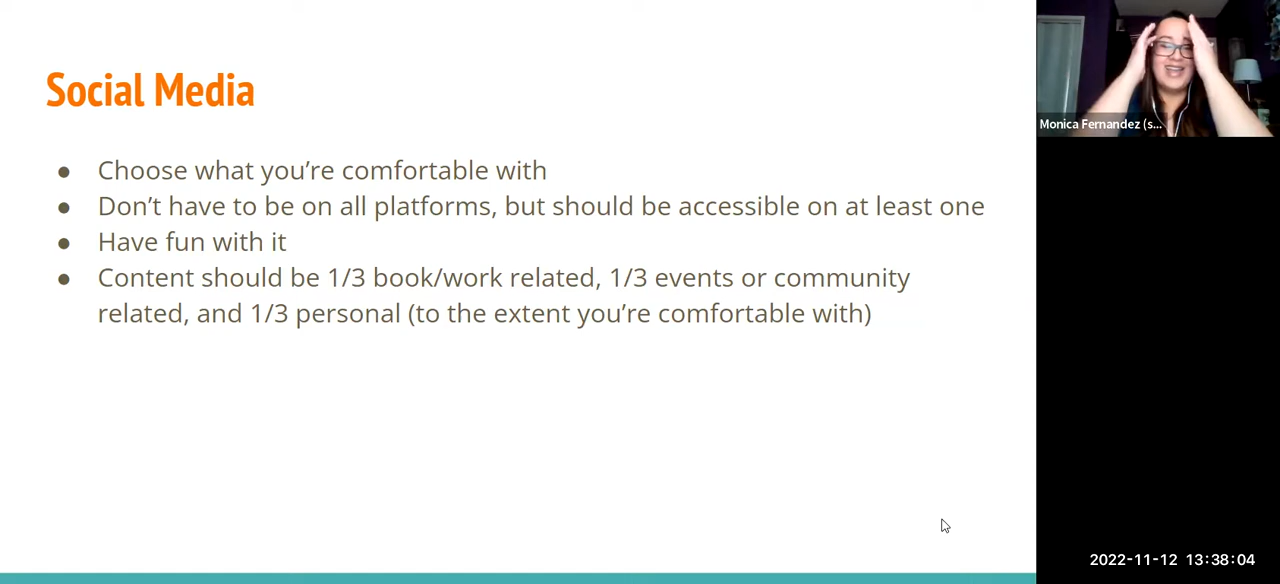 Social Media
● Choose what you’re comfortable with
● Don’t have to be on all platforms, but should be accessible on at least one
● Have fun with it
● Content should be 1/3 book/work related, 1/3 events or community
related, and 1/3 personal (to the extent you’re comfortable with)
Monica Fernandez (s...
2022-11-12 13:38:04